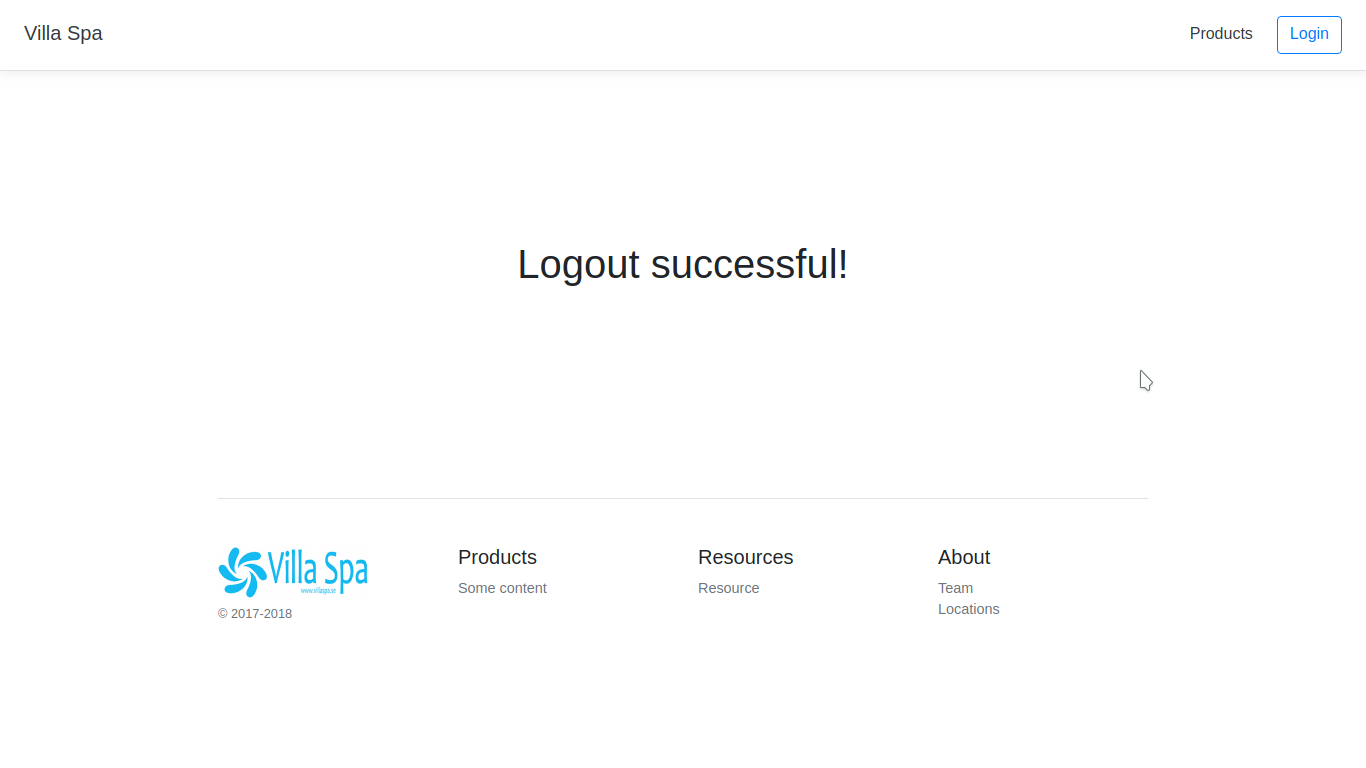 Villa Spa
Products
Login
Logout successful!
Villa Spa
www.villaspa.se
© 2017-2018
Products
Some content
Resources
Resource
About
Team
Locations